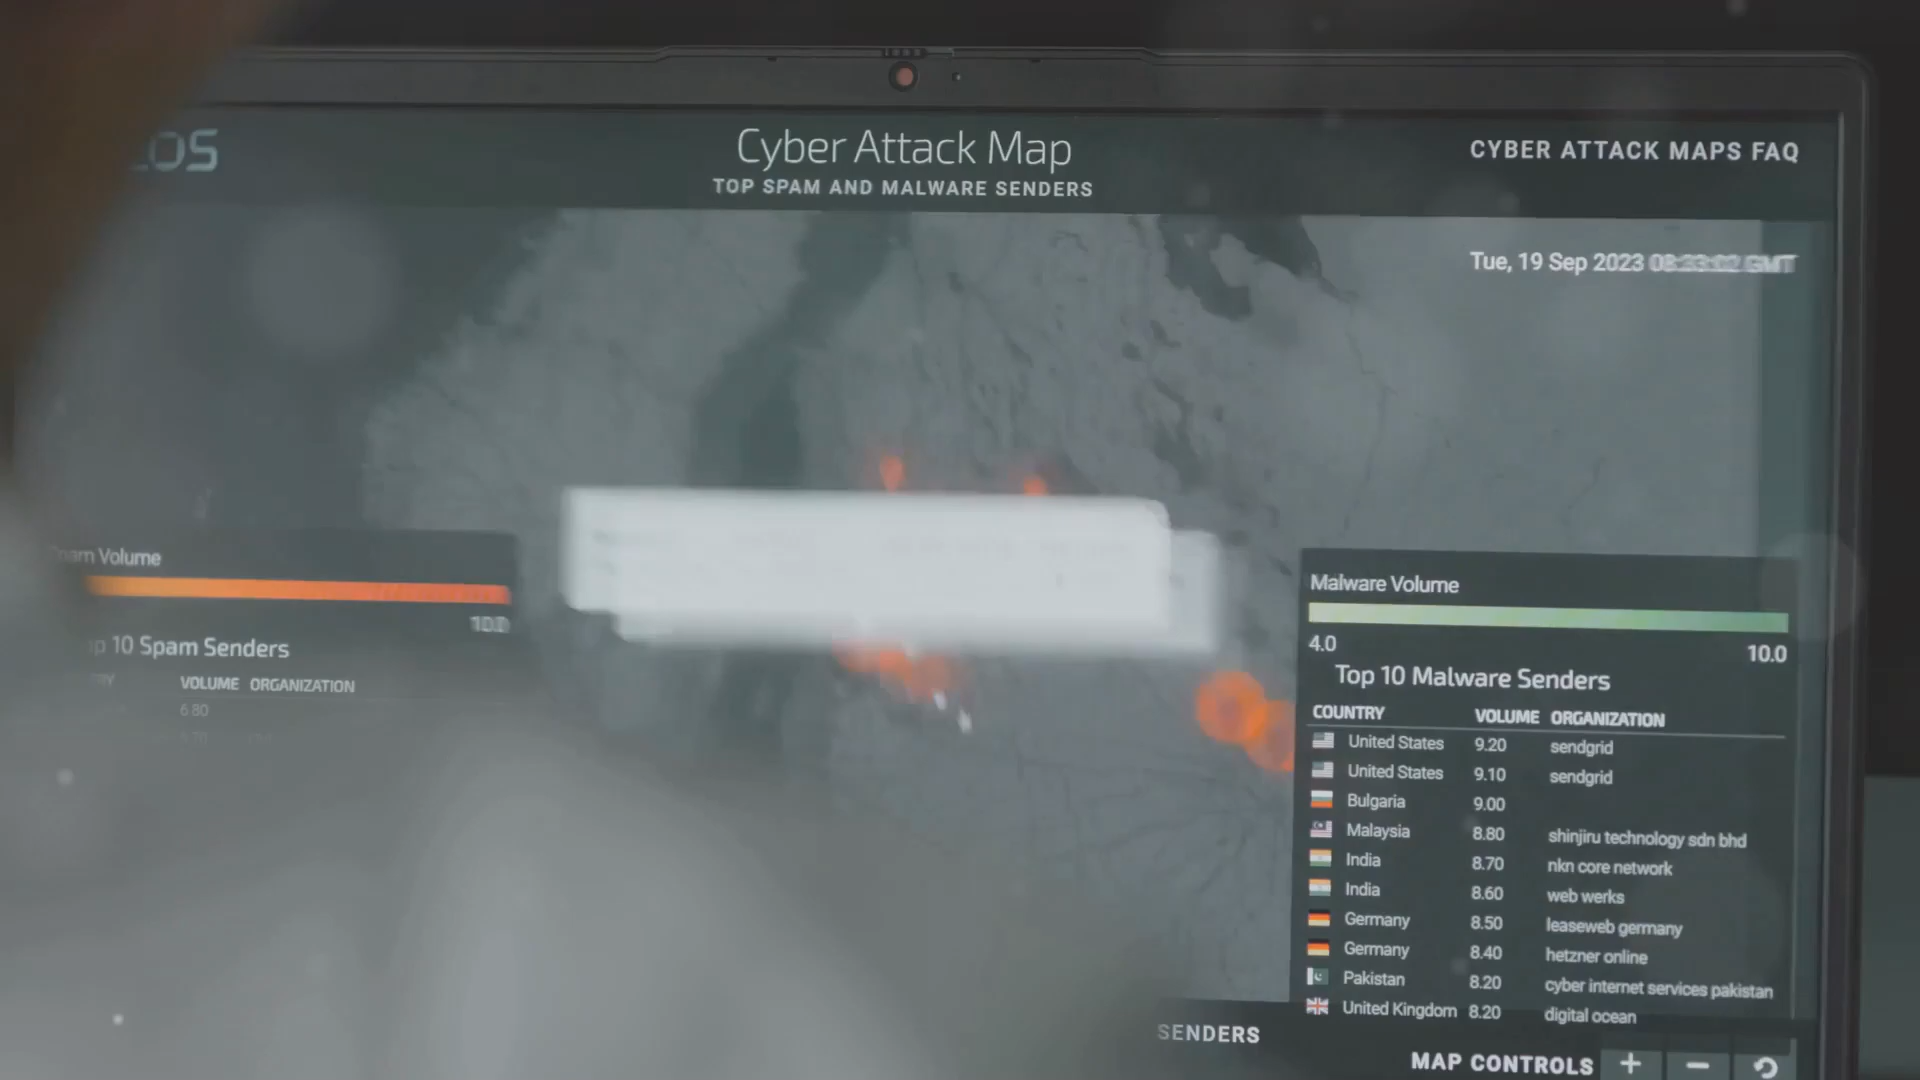 Cyber Attack Map
TOP SPAM AND MALWARE SENDERS
CYBER ATTACK MAPS FAQ
Tue, 19 Sep 2023
Volume
10.0
10 Spam Senders
VOLUME ORGANIZATION
6.80
Malware Volume
4.0 10.0
Top 10 Malware Senders
COUNTRY VOLUME ORGANIZATION
United States 9.20 sendgrid
United States 9.10 sendgrid
Bulgaria 9.00
Malaysia 8.80 shinjiru technology sdn bhd
India 8.70 nkn core network
India 8.60 web werks
Germany 8.50 leaseweb germany
Germany 8.40 hetzner online
Pakistan 8.20 cyber internet services pakistan
United Kingdom 8.20 digital ocean
SENDERS
MAP CONTROLS + −